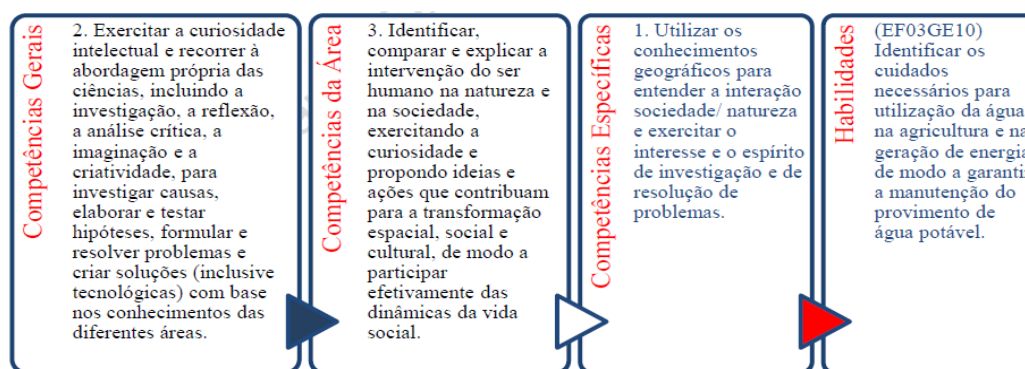 Competências Gerais
2. Exercitar a curiosidade
intelectual e recorrer à
abordagem própria das
ciências, incluindo a
investigação, a reflexão,
a análise crítica, a
imaginação e a
criatividade, para
investigar causas,
elaborar e testar
hipóteses, formular e
resolver problemas e
criar soluções (inclusive
tecnológicas) com base
nos conhecimentos das
diferentes áreas.
Competências da Área
3. Identificar,
comparar e explicar a
intervenção do ser
humano na natureza e
na sociedade,
exercitando a
curiosidade e
propondo ideias e
ações que contribuam
para a transformação
espacial, social e
cultural, de modo a
participar
efetivamente das
dinâmicas da vida
social.
Competências Específicas
1. Utilizar os
conhecimentos
geográficos para
entender a interação
sociedade/ natureza
e exercitar o
interesse e o espírito
de investigação e de
resolução de
problemas.
Habilidades
(EF03GE10)
Identificar os
cuidados
necessários para
utilização da água
na agricultura e na
geração de energia
de modo a garanti
a manutenção do
provimento de
água potável.